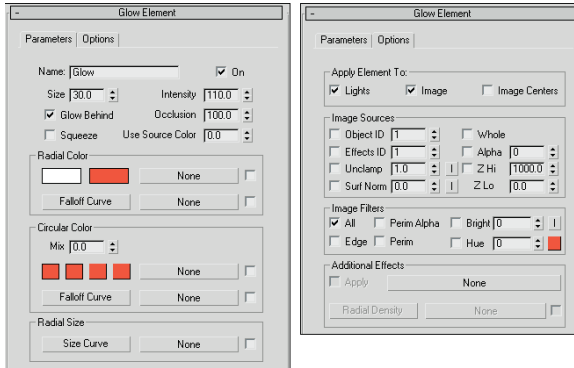 - Glow Element
Parameters Options
Name: Glow On
Size 30.0 Intensity 110.0
Glow Behind Occlusion 100.0
Squeeze Use Source Color 0.0
Radial Color
None
Falloff Curve None
Circular Color
Mix 0.0
None
Falloff Curve None
Radial Size
Size Curve None
- Glow Element
Parameters Options
Apply Element To:
Lights Image Image Centers
Image Sources
Object ID 1 Whole
Effects ID 1 Alpha 0
Unclamp 1.0 I Z Hi 1000.0
Surf Norm 0.0 I Z Lo 0.0
Image Filters
All Perim Alpha Bright 0 I
Edge Perim Hue 0
Additional Effects
Apply None
Radial Density None